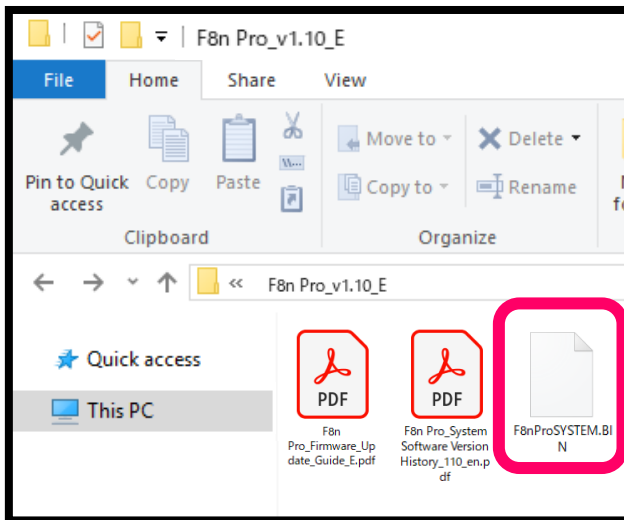 F8n Pro_v1.10_E
File Home Share View
Pin to Quick
access
Copy
Paste
W...
Move to
Copy to
Delete
Rename
Clipboard
Organize
F8n Pro_v1.10_E
Quick access
This PC
PDF
F8n
Pro_Firmware_Up
date_Guide_E.pdf
PDF
F8n Pro_System
Software Version
History_110_en.p
df
F8nProSYSTEM.BI
N